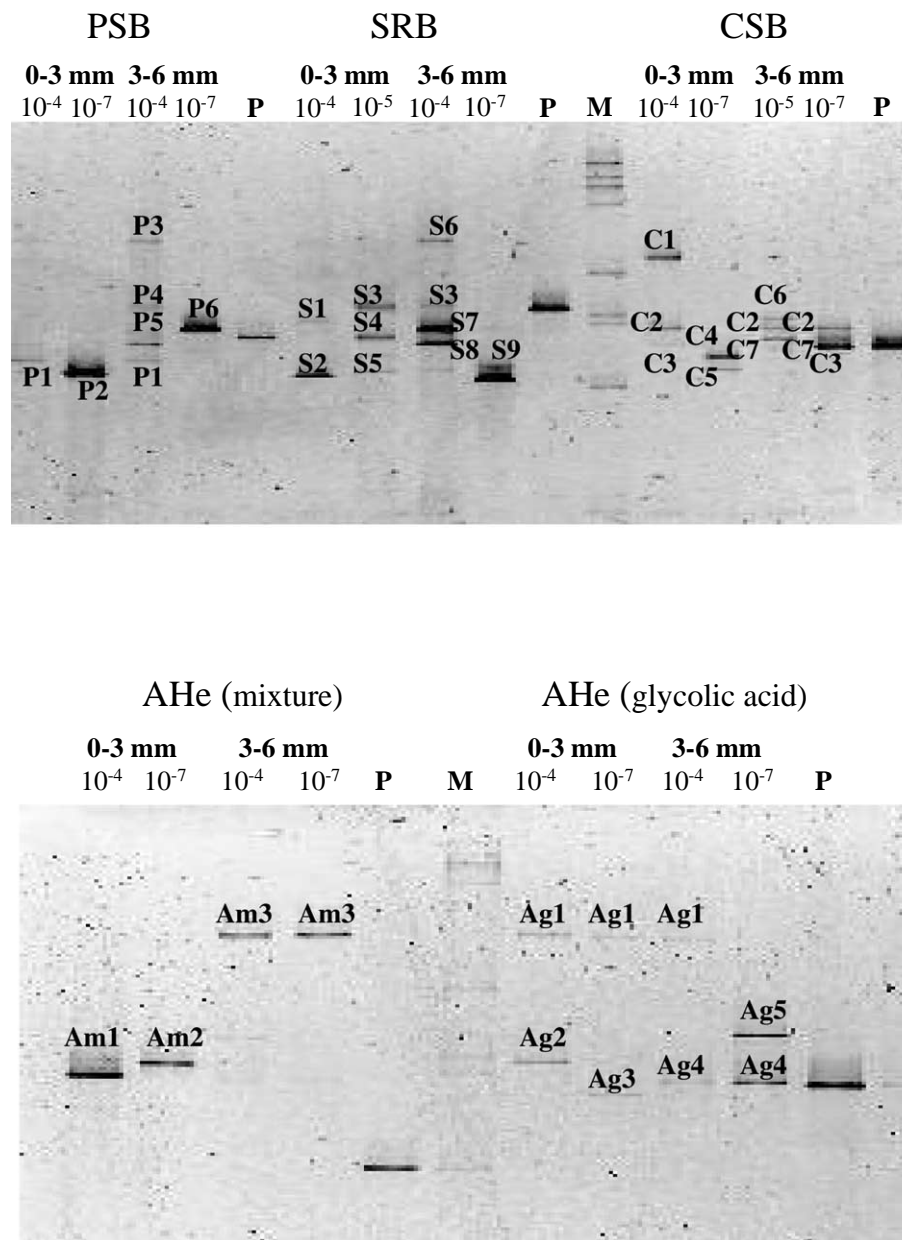 PSB SRB CSB
0-3 mm 3-6 mm 0-3 mm 3-6 mm 0-3 mm 3-6 mm
10-4 10-7 10-4 10-7 P 10-4 10-5 10-4 10-7 P M 10-4 10-7 10-5 10-7 P
P3 S6 C1
P4 P6 S1 S3 S3 C6
P5 S4 S7 C2 C4 C2 C2
P1 P2 P1 S2 S5 S8 S9 C3 C5 C7 C7 C3
AHe (mixture) AHe (glycolic acid)
0-3 mm 3-6 mm 0-3 mm 3-6 mm
10-4 10-7 10-4 10-7 P M 10-4 10-7 10-4 10-7 P
Am3 Am3 Ag1 Ag1 Ag1
Am1 Am2 Ag2 Ag5
Ag3 Ag4 Ag4